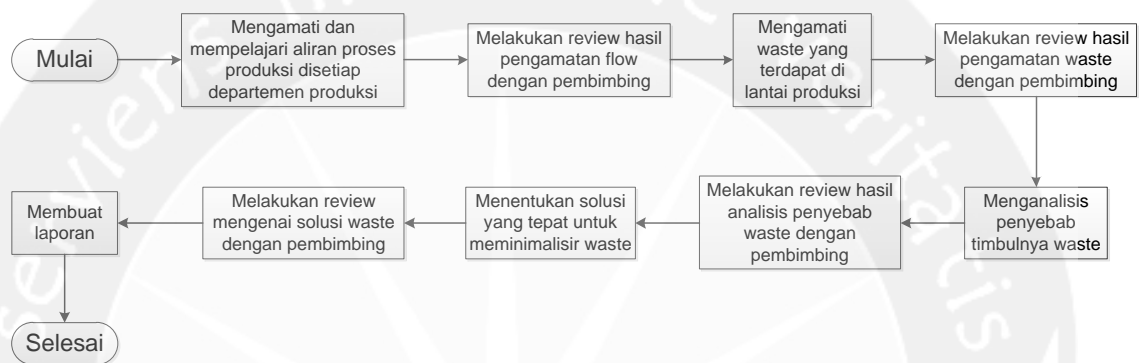 Mulai
Mengamati dan
mempelajari aliran proses
produksi disetiap
departemen produksi
Melakukan review hasil
pengamatan flow
dengan pembimbing
Mengamati
waste yang
terdapat di
lantai produksi
Melakukan review hasil
pengamatan waste
dengan pembimbing
Menganalisis
penyebab
timbulnya waste
Melakukan review hasil
analisis penyebab
waste dengan
pembimbing
Menentukan solusi
yang tepat untuk
meminimalisir waste
Melakukan review
mengenai solusi waste
dengan pembimbing
Membuat
laporan
Selesai